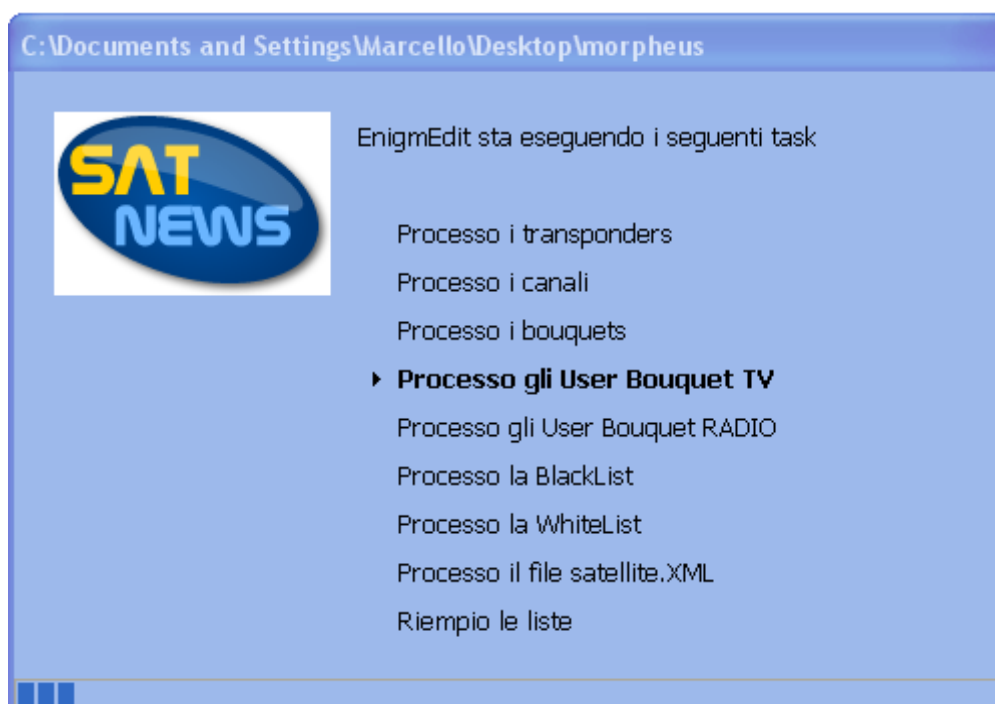 C:\Documents and Settings\Marcello\Desktop\morpheus
SAT
NEWS
EnigmEdit sta eseguendo i seguenti task
Processo i transponders
Processo i canali
Processo i bouquets
Processo gli User Bouquet TV
Processo gli User Bouquet RADIO
Processo la BlackList
Processo la WhiteList
Processo il file satellite.XML
Riempio le liste